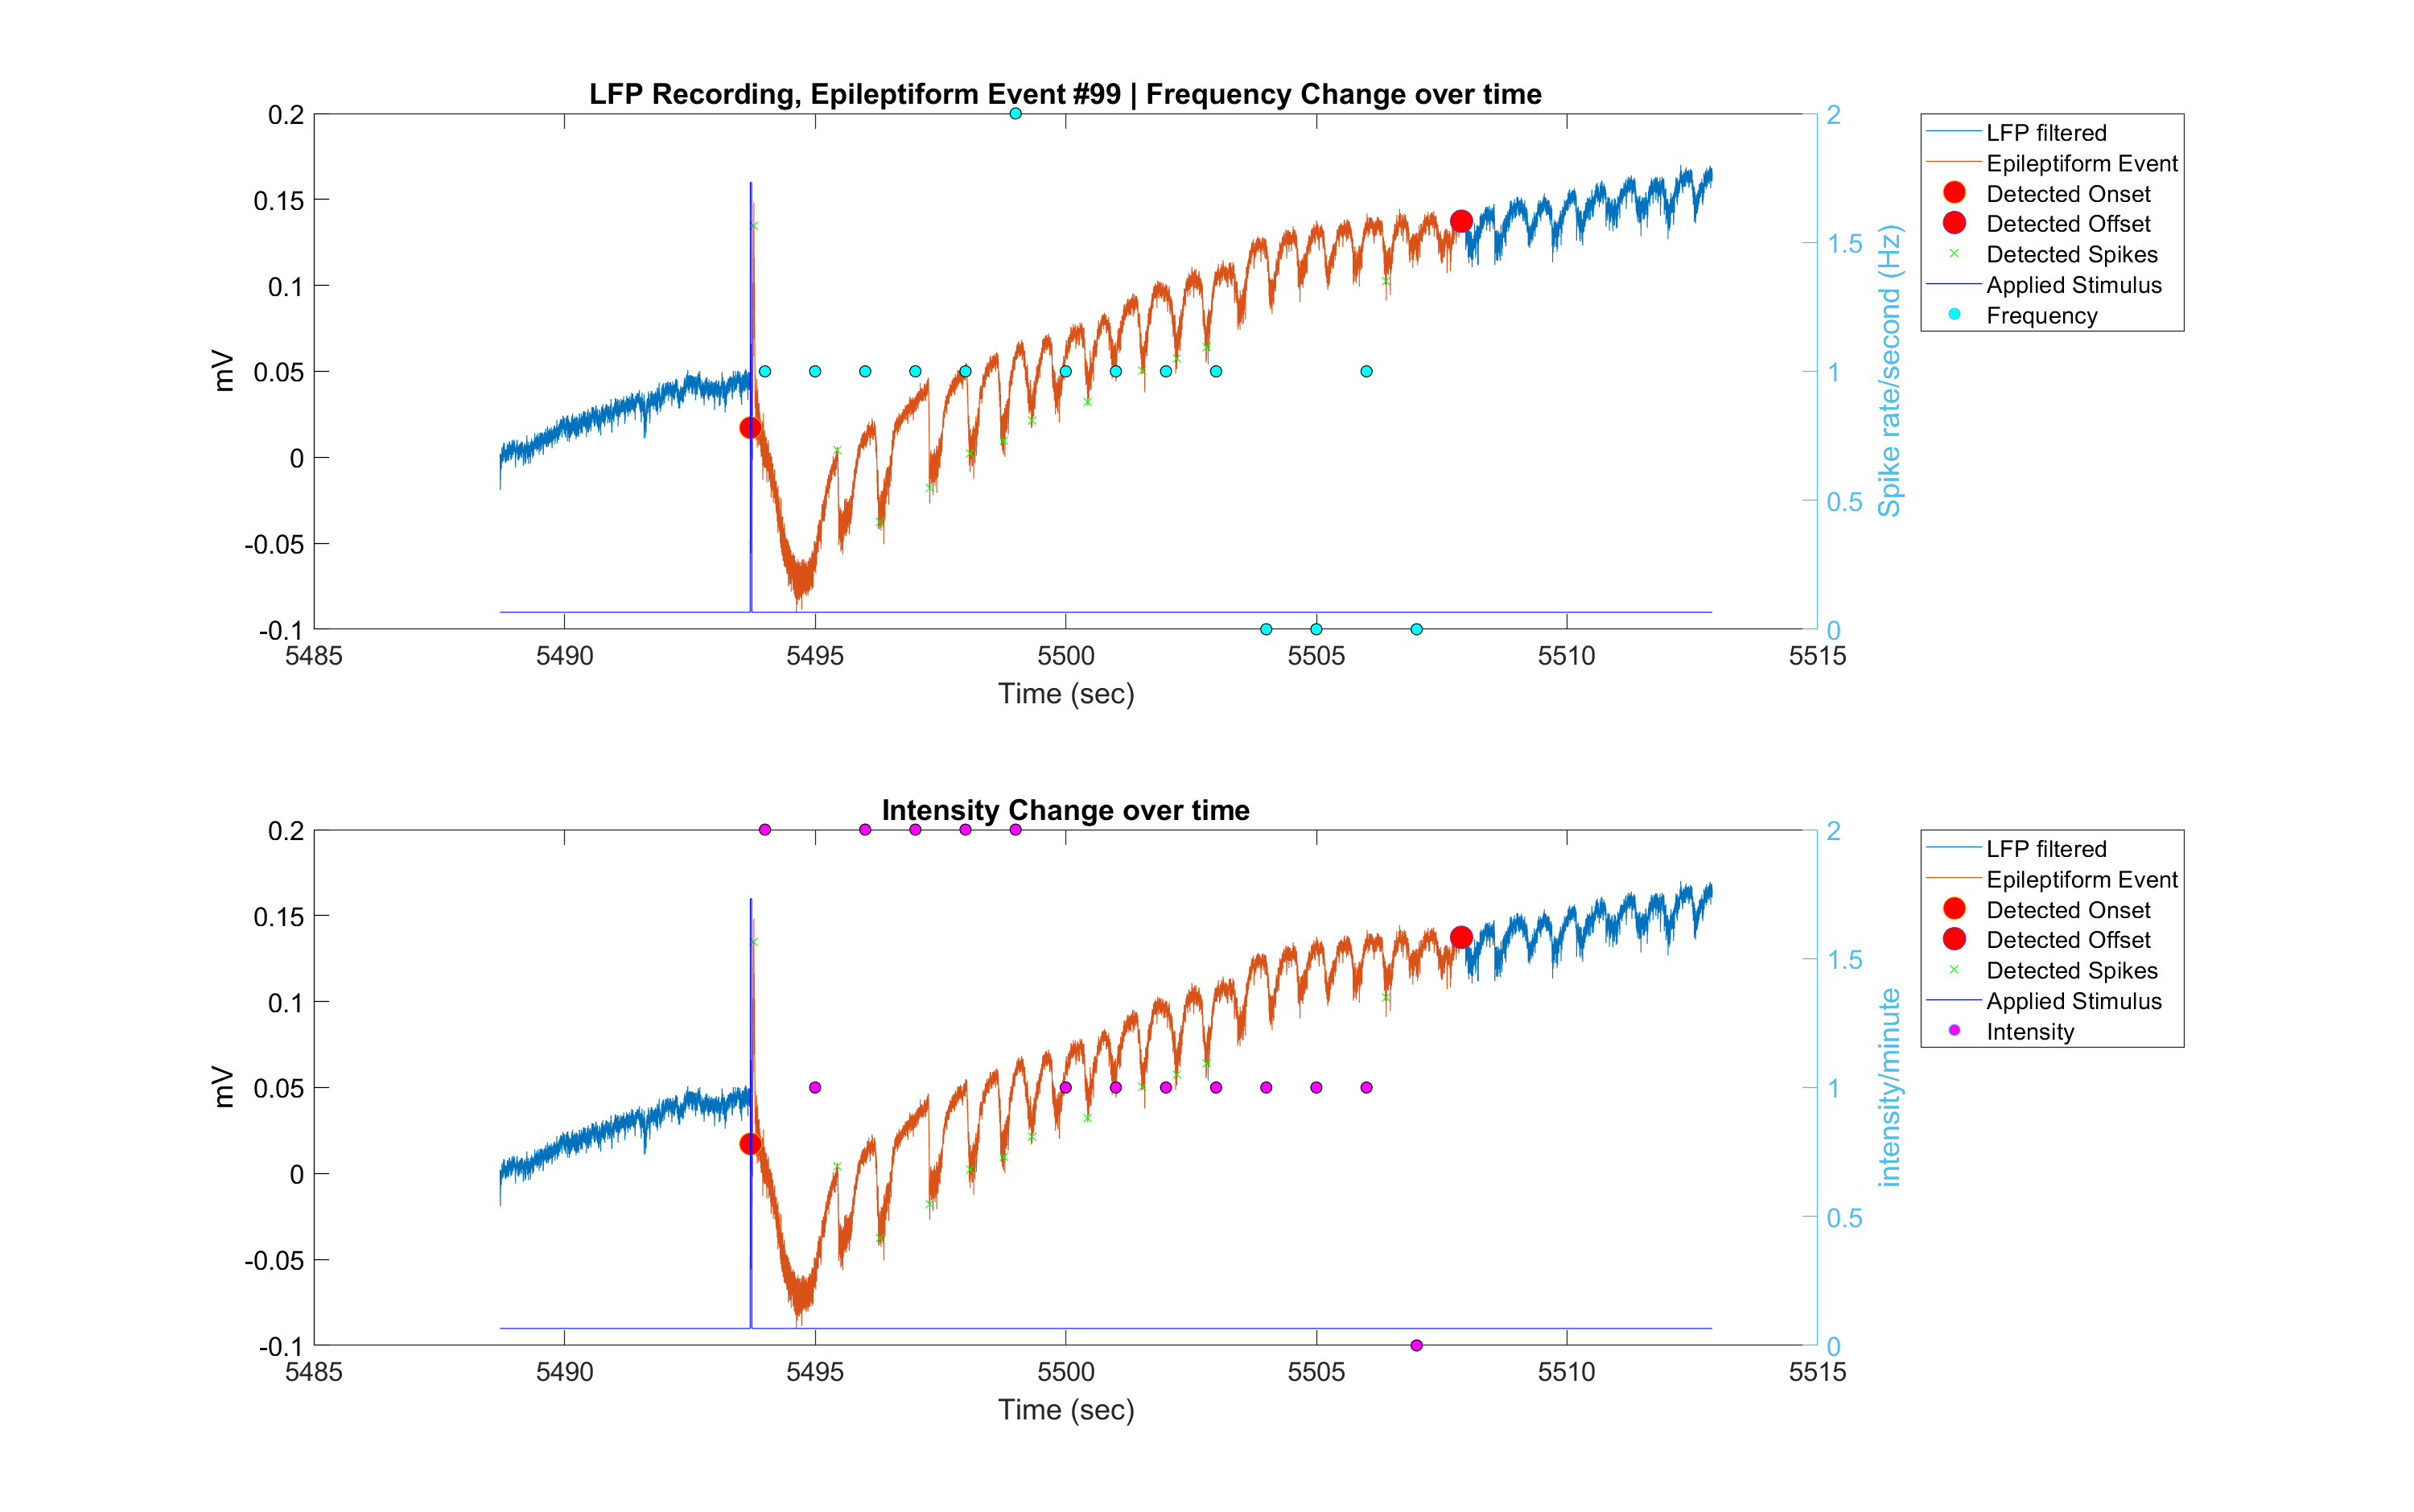 LFP Recording, Epileptiform Event #99 | Frequency Change over time
0.2
0.15
0.1
0.05
0
-0.05
-0.1
mV
5485
5490
5495
5500
5505
5510
5515
Time (sec)
2
1.5
1
0.5
0
Spike rate/second (Hz)
LFP filtered
Epileptiform Event
Detected Onset
Detected Offset
Detected Spikes
Applied Stimulus
Frequency
Intensity Change over time
0.2
0.15
0.1
0.05
0
-0.05
-0.1
mV
5485
5490
5495
5500
5505
5510
5515
Time (sec)
2
1.5
1
0.5
0
intensity/minute
LFP filtered
Epileptiform Event
Detected Onset
Detected Offset
Detected Spikes
Applied Stimulus
Intensity